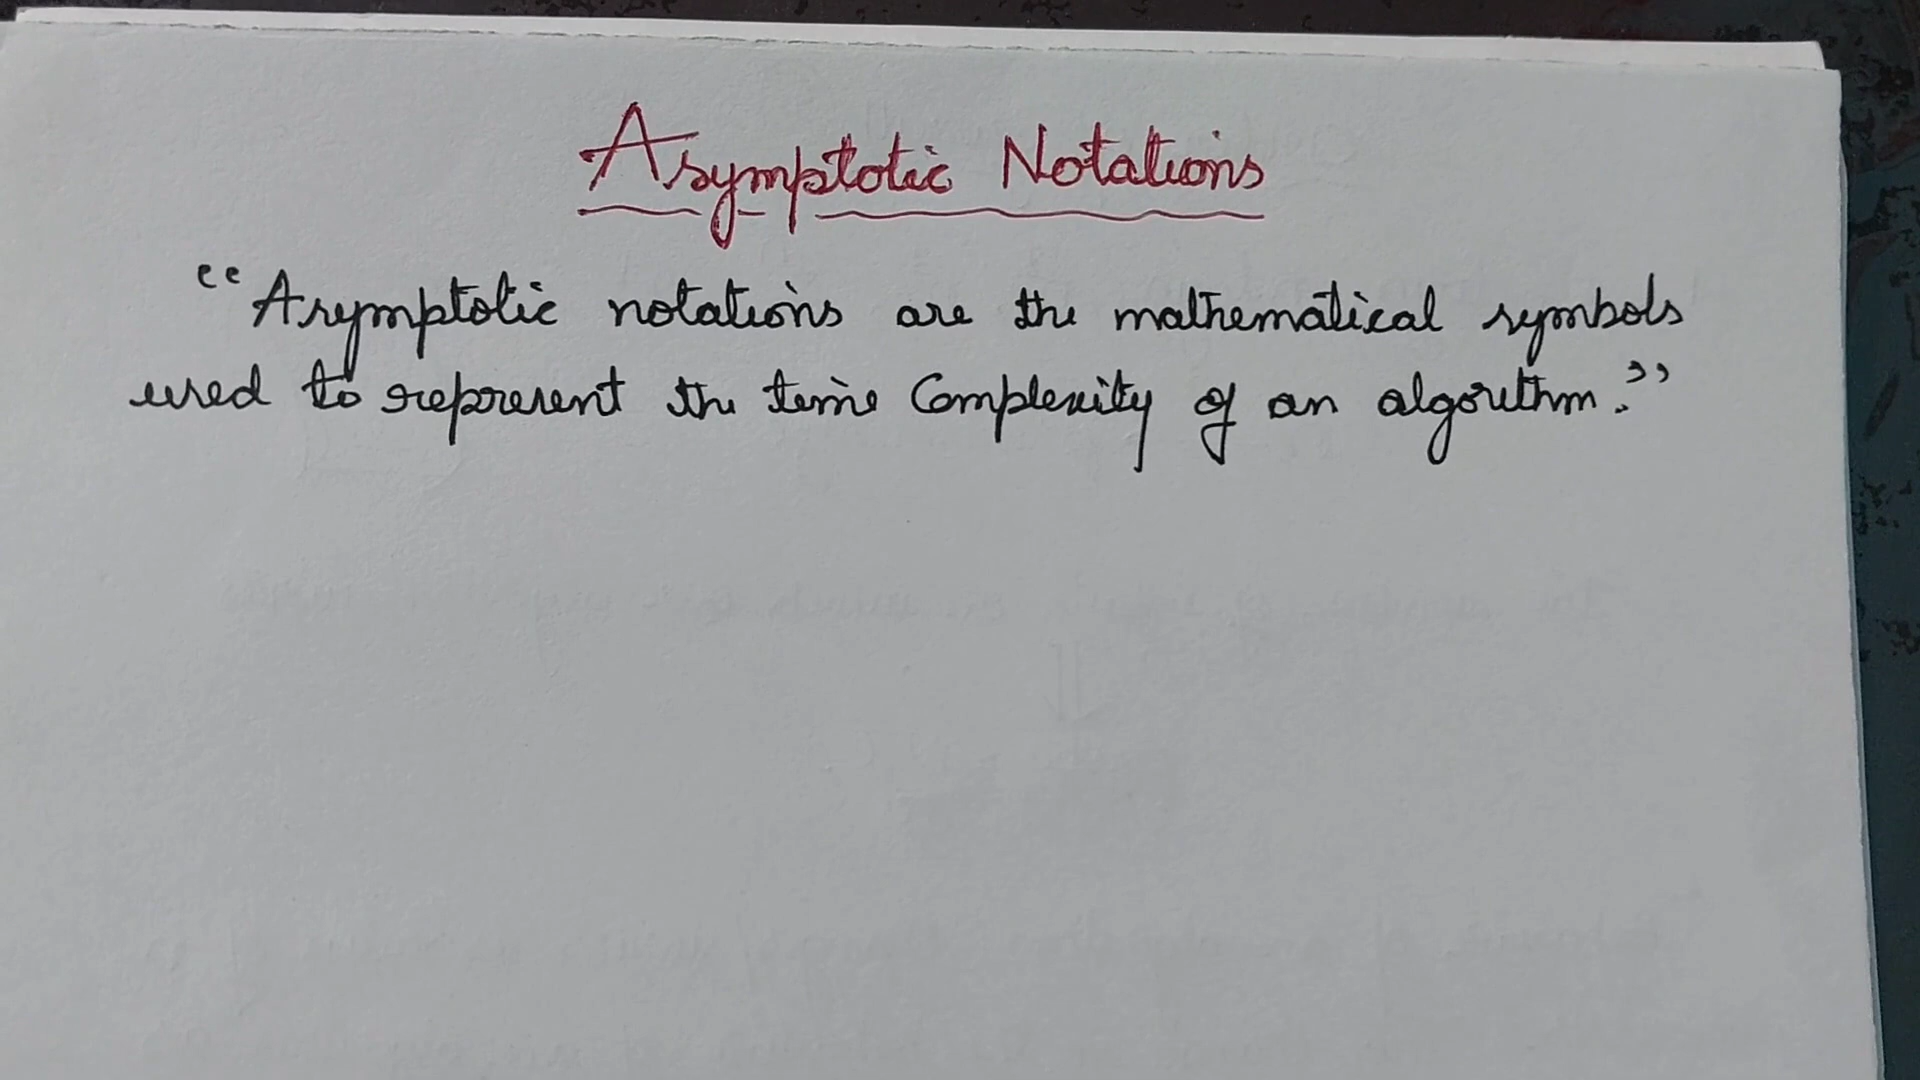 Asymptotic Notations
“Asymptotic notations are the mathematical symbols
used to represent the time Complexity of an algorithm.”